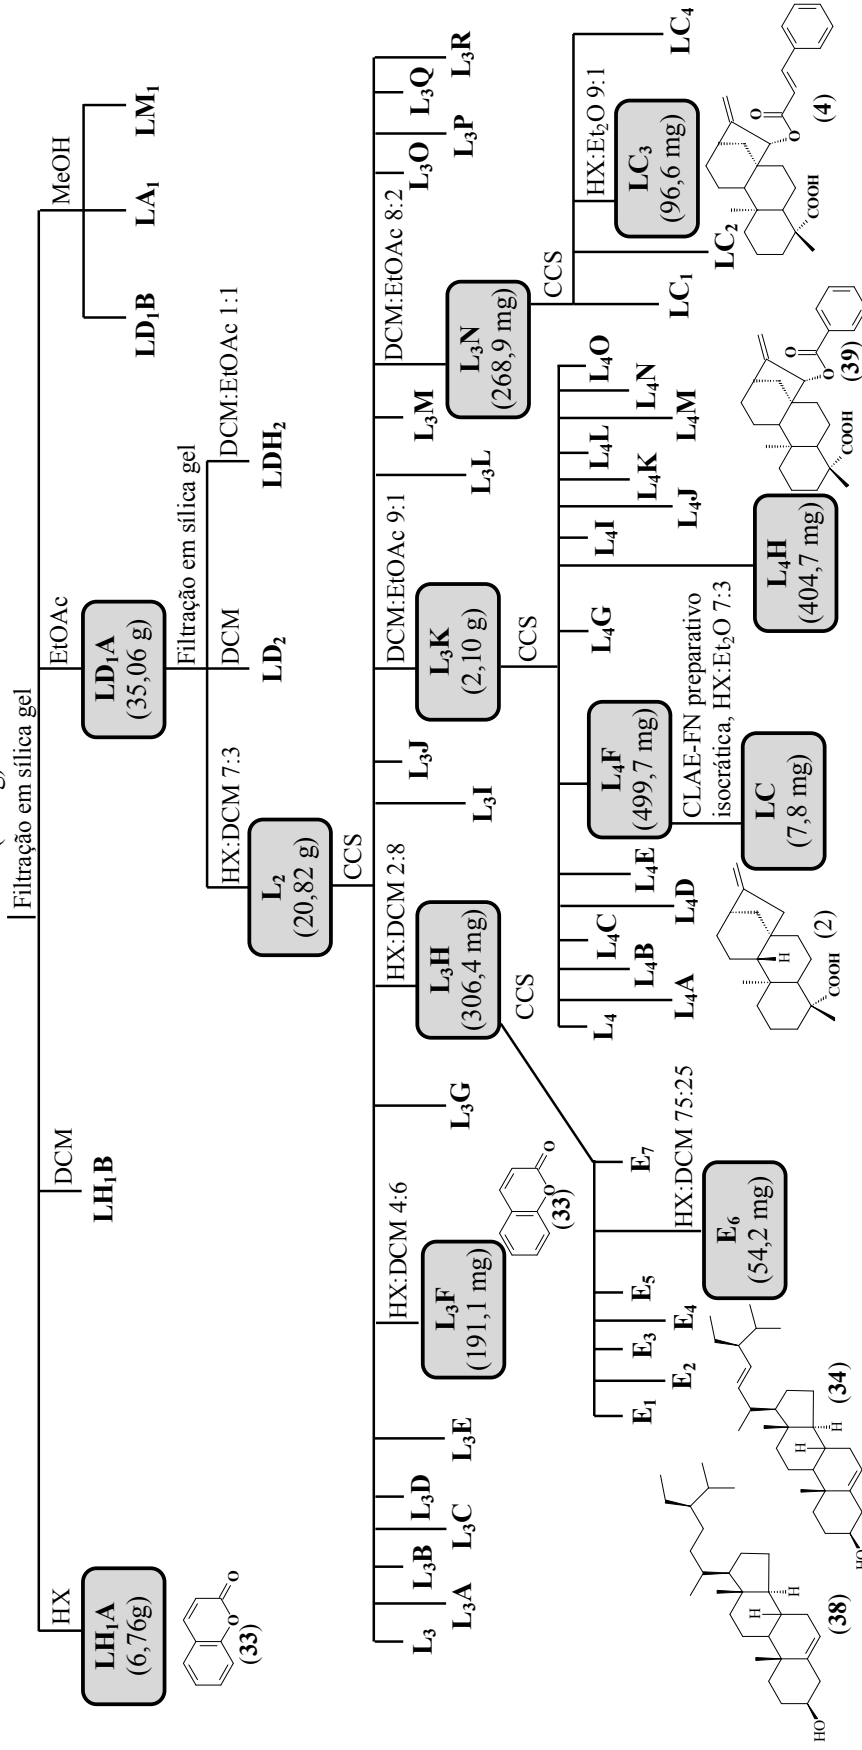 Filtração em sílica gel
HX
DCM
EtOAc
MeOH
LH₁A
(6,76g)
(33)
LH₁B
LD₁A
(35,06 g)
LD₁B
LA₁
LM₁
Filtração em sílica gel
HX:DCM 7:3
DCM
DCM:EtOAc 1:1
L₂
(20,82 g)
LD₂
LDH₂
CCS
HX:DCM 4:6
HX:DCM 2:8
DCM:EtOAc 9:1
DCM:EtOAc 8:2
L₃
L₃A
L₃B
L₃C
L₃D
L₃E
L₃F
(191,1 mg)
(33)
L₃G
L₃H
(306,4 mg)
L₃I
L₃J
L₃K
(2,10 g)
L₃L
L₃M
L₃N
(268,9 mg)
L₃O
L₃P
L₃Q
L₃R
CCS
CCS
CCS
E₁
E₂
E₃
E₄
E₅
HX:DCM 75:25
E₆
(54,2 mg)
E₇
L₄
L₄A
L₄B
L₄C
L₄D
L₄E
L₄F
(499,7 mg)
L₄G
L₄H
(404,7 mg)
L₄I
L₄J
L₄K
L₄L
L₄M
L₄N
L₄O
CLAE-FN preparativo
isocrática, HX:Et₂O 7:3
LC
(7,8 mg)
LC₁
LC₂
HX:Et₂O 9:1
LC₃
(96,6 mg)
LC₄
O
O
O
O
HO
H
H
(38)
HO
H
H
(34)
H
COOH
(2)
COOH
O
O
(39)
COOH
O
O
(4)